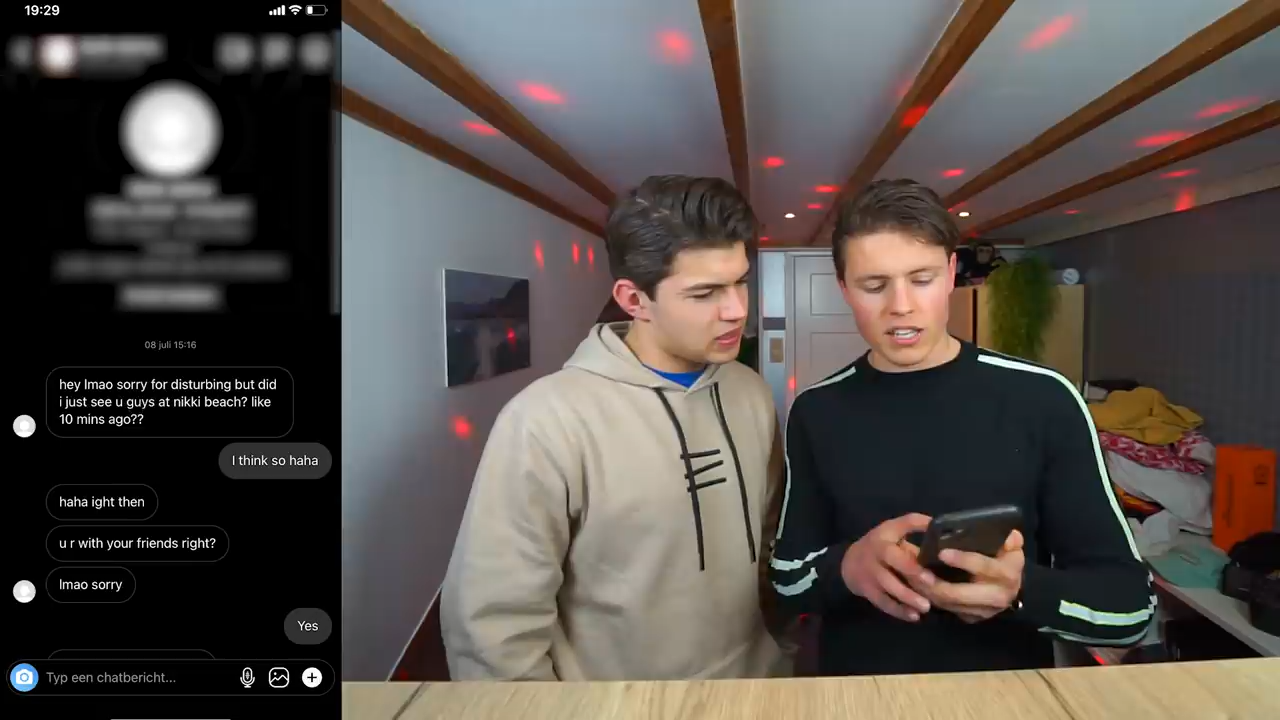 19:29
08 juli 15:16
hey lmao sorry for disturbing but did
i just see u guys at nikki beach? like
10 mins ago??
I think so haha
haha ight then
u r with your friends right?
lmao sorry
Yes
Typ een chatbericht...